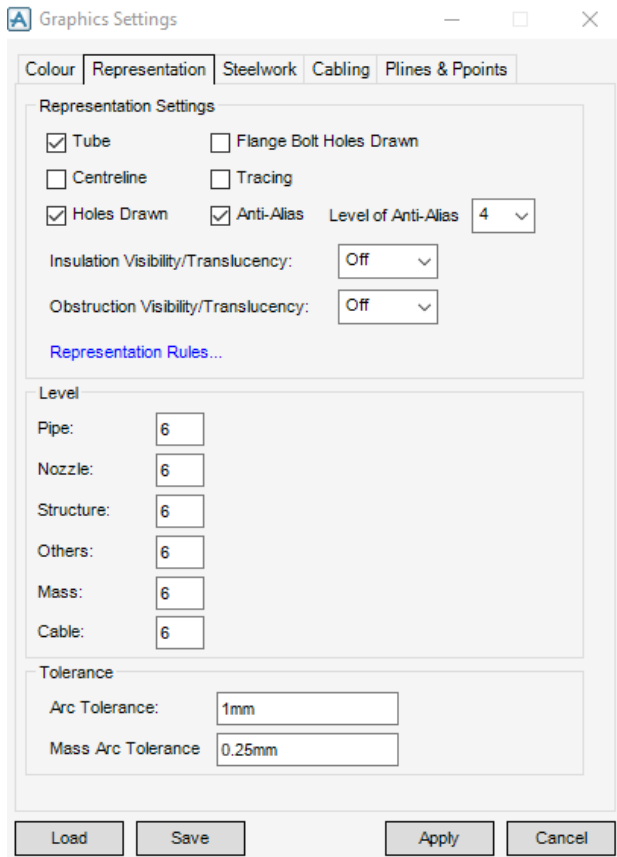 Graphics Settings
Colour Representation Steelwork Cabling Plines & Ppoints
Representation Settings
Tube Flange Bolt Holes Drawn
Centreline Tracing
Holes Drawn Anti-Alias Level of Anti-Alias 4
Insulation Visibility/Translucency: Off
Obstruction Visibility/Translucency: Off
Representation Rules...
Level
Pipe: 6
Nozzle: 6
Structure: 6
Others: 6
Mass: 6
Cable: 6
Tolerance
Arc Tolerance: 1mm
Mass Arc Tolerance 0.25mm
Load Save Apply Cancel